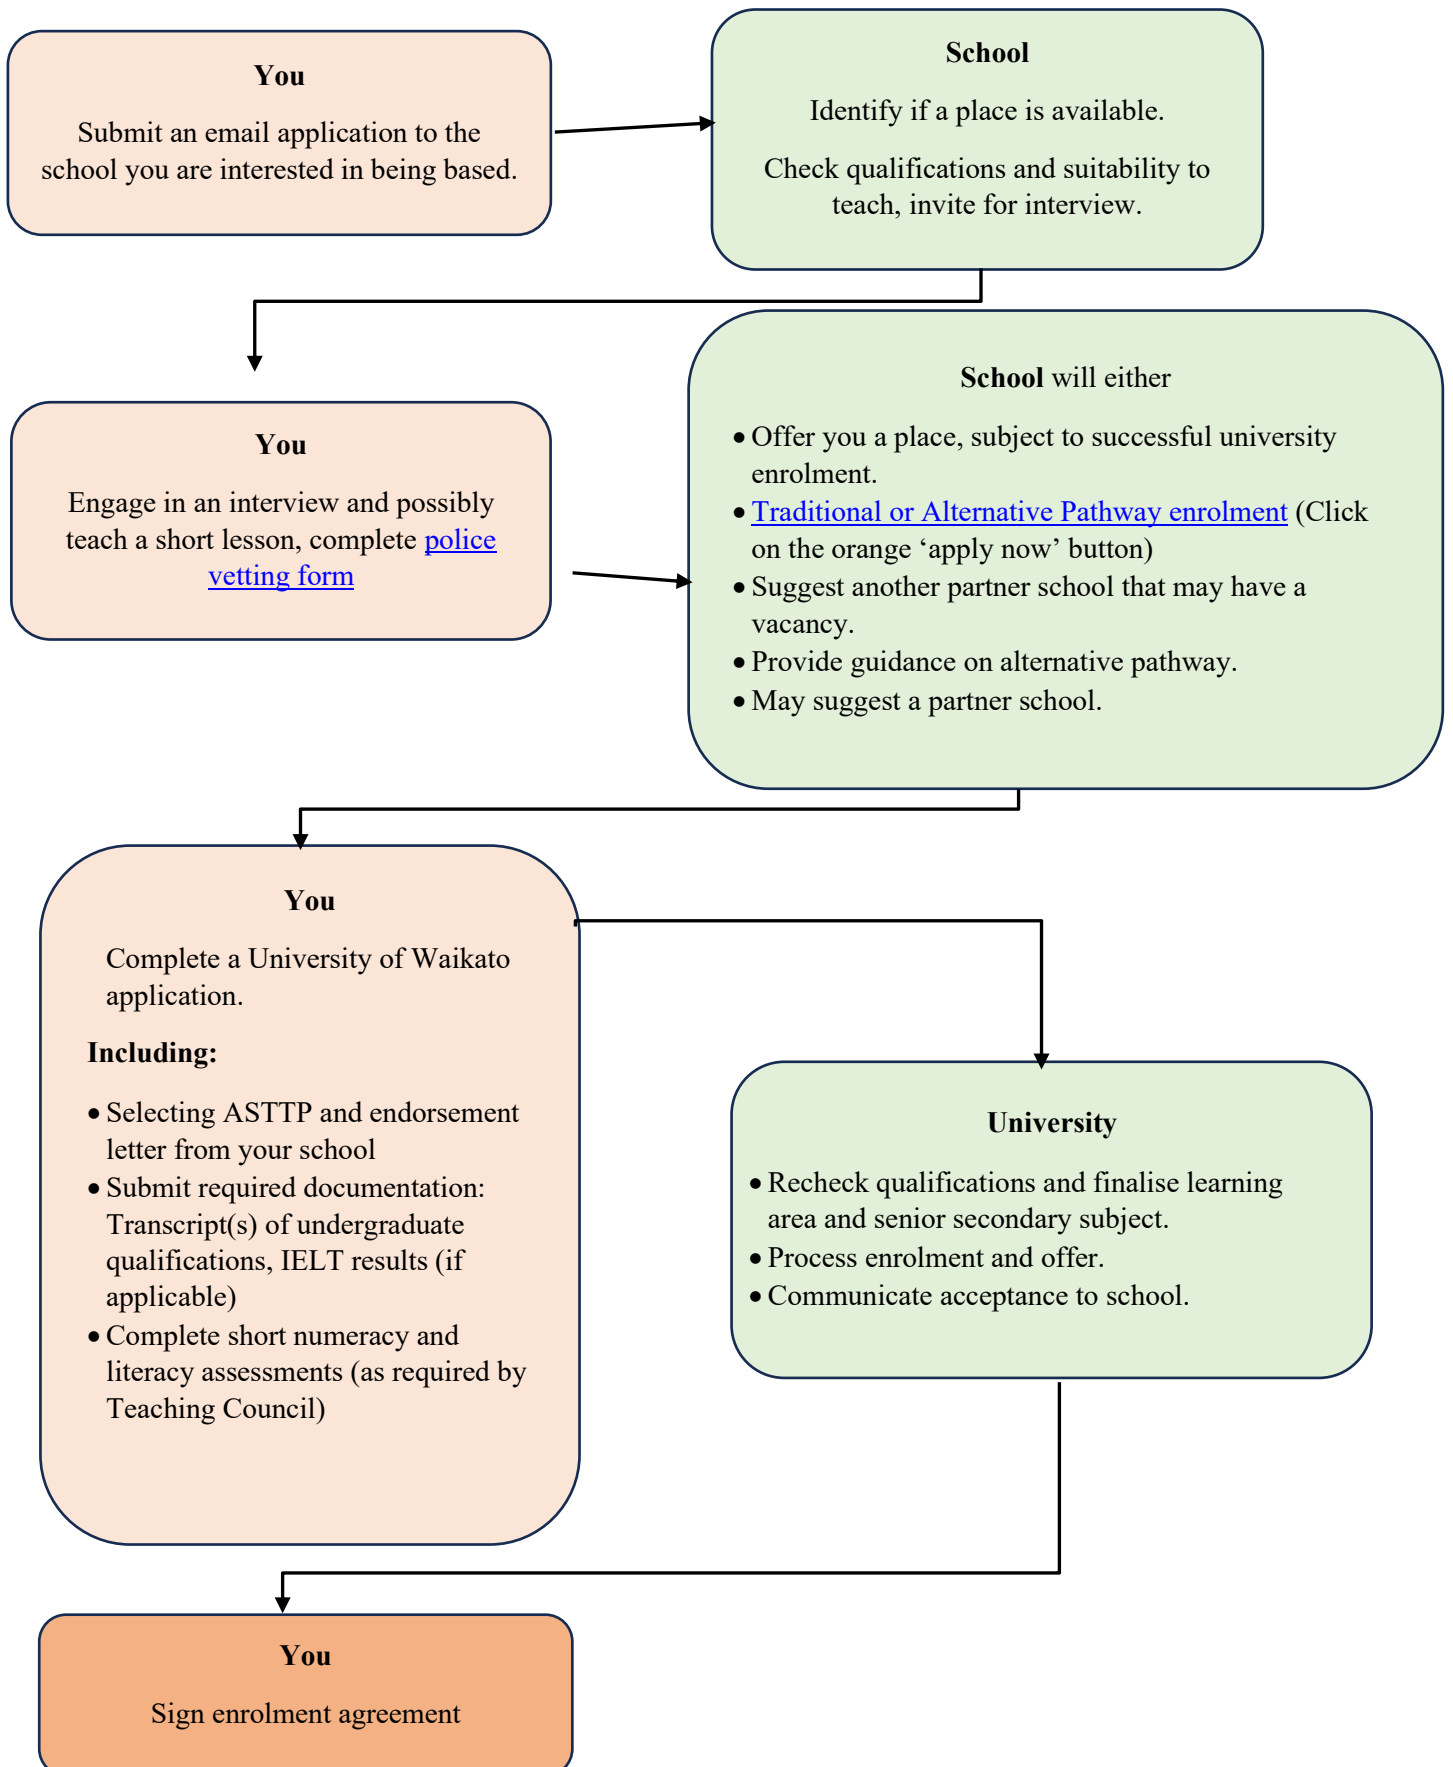 You
Submit an email application to the
school you are interested in being based.
School
Identify if a place is available.
Check qualifications and suitability to
teach, invite for interview.
You
Engage in an interview and possibly
teach a short lesson, complete police
vetting form
School will either
• Offer you a place, subject to successful university
enrolment.
• Traditional or Alternative Pathway enrolment (Click
on the orange ‘apply now’ button)
• Suggest another partner school that may have a
vacancy.
• Provide guidance on alternative pathway.
• May suggest a partner school.
You
Complete a University of Waikato
application.
Including:
• Selecting ASTTP and endorsement
letter from your school
• Submit required documentation:
Transcript(s) of undergraduate
qualifications, IELT results (if
applicable)
• Complete short numeracy and
literacy assessments (as required by
Teaching Council)
University
• Recheck qualifications and finalise learning
area and senior secondary subject.
• Process enrolment and offer.
• Communicate acceptance to school.
You
Sign enrolment agreement